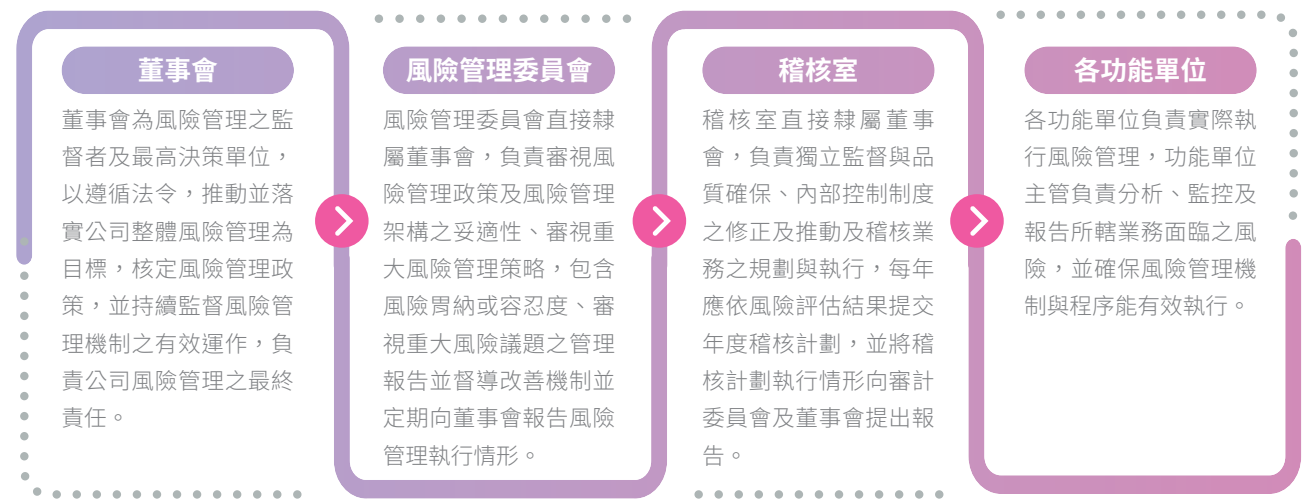 董事會
董事會為風險管理之監
督者及最高決策單位，
以遵循法令，推動並落
實公司整體風險管理為
目標，核定風險管理政
策，並持續監督風險管
理機制之有效運作，負
責公司風險管理之最終
責任。
風險管理委員會
風險管理委員會直接隸
屬董事會，負責審視風
險管理政策及風險管理
架構之妥適性、審視重
大風險管理策略，包含
風險胃納或容忍度、審
視重大風險議題之管理
報告並督導改善機制並
定期向董事會報告風險
管理執行情形。
稽核室
稽核室直接隸屬董事
會，負責獨立監督與品
質確保、內部控制制度
之修正及推動及稽核業
務之規劃與執行，每年
應依風險評估結果提交
年度稽核計劃，並將稽
核計劃執行情形向審計
委員會及董事會提出報
告。
各功能單位
各功能單位負責實際執
行風險管理，功能單位
主管負責分析、監控及
報告所轄業務面臨之風
險，並確保風險管理機
制與程序能有效執行。